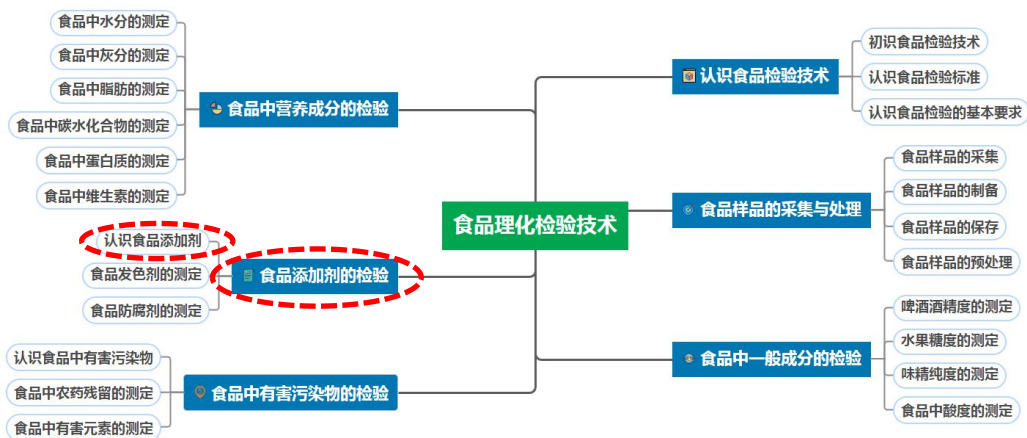 食品理化检验技术
认识食品检验技术
初识食品检验技术
认识食品检验标准
认识食品检验的基本要求
食品样品的采集与处理
食品样品的采集
食品样品的制备
食品样品的保存
食品样品的预处理
食品中一般成分的检验
啤酒酒精度的测定
水果糖度的测定
味精纯度的测定
食品中酸度的测定
食品中营养成分的检验
食品中水分的测定
食品中灰分的测定
食品中脂肪的测定
食品中碳水化合物的测定
食品中蛋白质的测定
食品中维生素的测定
食品添加剂的检验
认识食品添加剂
食品发色剂的测定
食品防腐剂的测定
食品中有害污染物的检验
认识食品中有害污染物
食品中农药残留的测定
食品中有害元素的测定